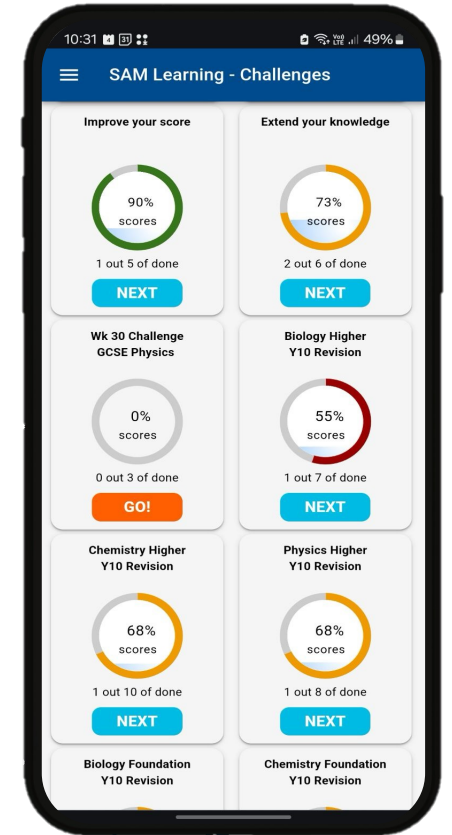 10:31 4 31
Voi) LTE 49%
SAM Learning - Challenges
Improve your score
90%
scores
1 out 5 of done
NEXT
Extend your knowledge
73%
scores
2 out 6 of done
NEXT
Wk 30 Challenge
GCSE Physics
0%
scores
0 out 3 of done
GO!
Biology Higher
Y10 Revision
55%
scores
1 out 7 of done
NEXT
Chemistry Higher
Y10 Revision
68%
scores
1 out 10 of done
NEXT
Physics Higher
Y10 Revision
68%
scores
1 out 8 of done
NEXT
Biology Foundation
Y10 Revision
Chemistry Foundation
Y10 Revision